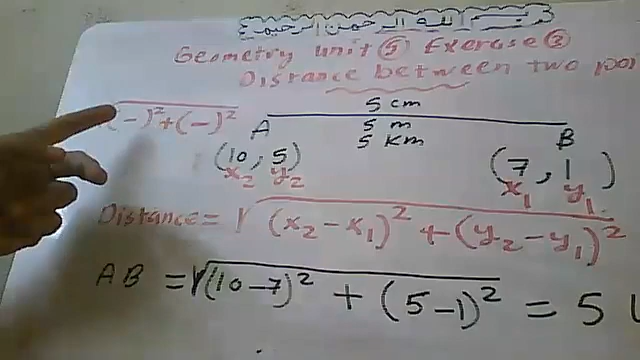 بسم الله الرحمن الرحيم
Geometry unit ⑤ Exercise ③
Distance between two poi
(-)²+(-)²
5 cm
5 m
5 Km
A
B
(10, 5)
(7, 1)
x₂ y₂
x₁ y₁
Distance = √(x₂-x₁)² + (y₂-y₁)²
AB = √(10-7)² + (5-1)² = 5